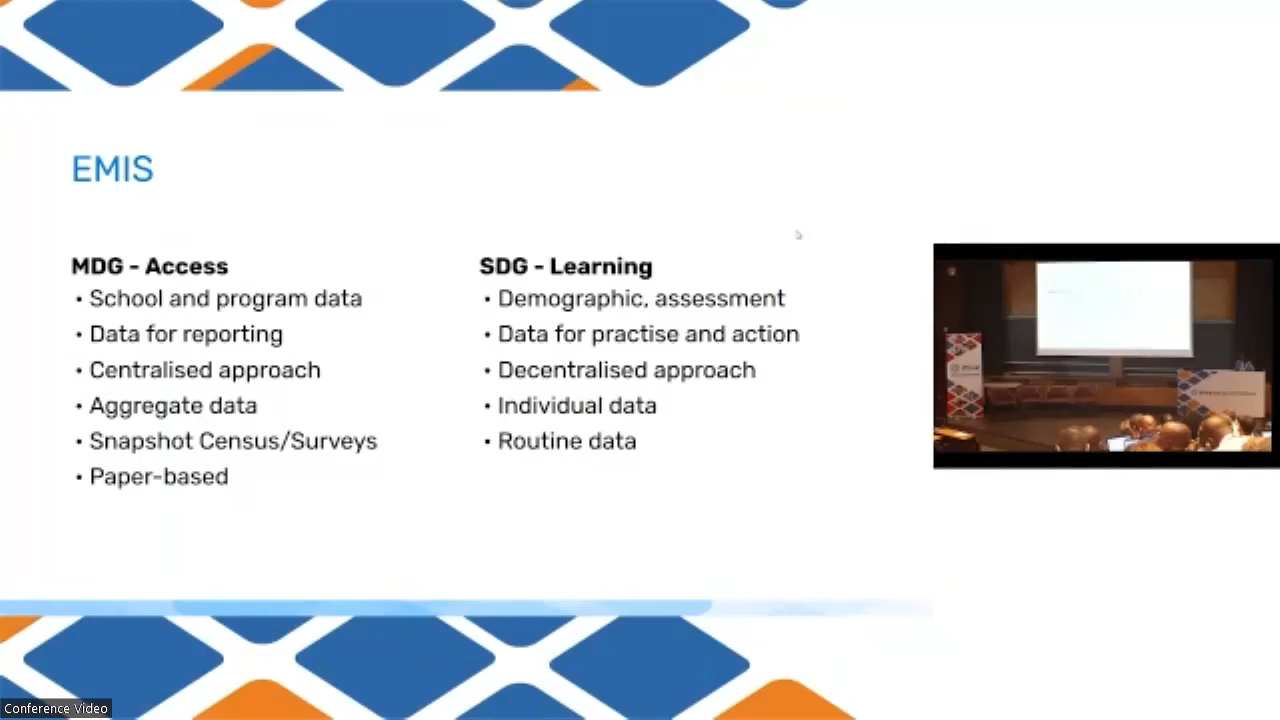 EMIS
MDG - Access
• School and program data
• Data for reporting
• Centralised approach
• Aggregate data
• Snapshot Census/Surveys
• Paper-based
SDG - Learning
• Demographic, assessment
• Data for practise and action
• Decentralised approach
• Individual data
• Routine data
Conference Video